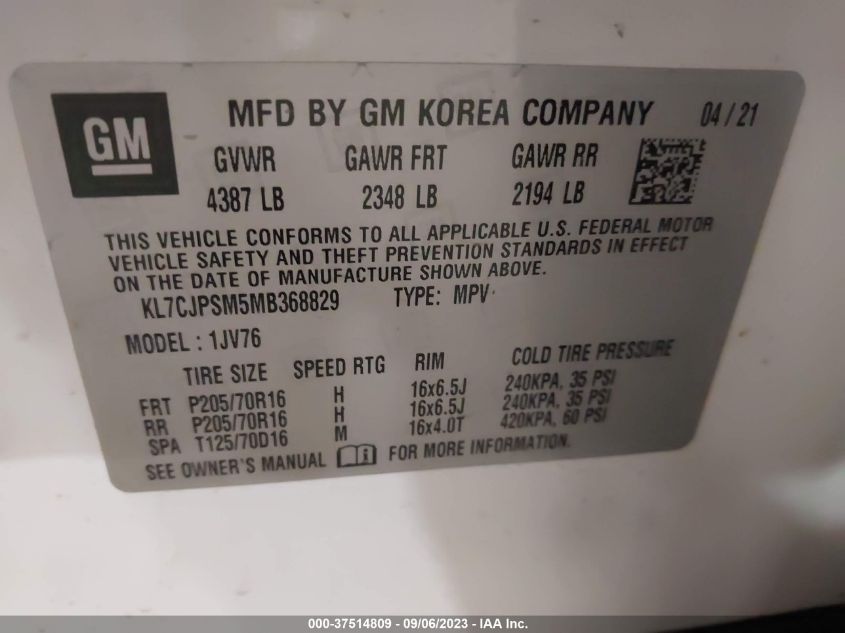 GM
MFD BY GM KOREA COMPANY 04/21
GVWR GAWR FRT GAWR RR
4387 LB 2348 LB 2194 LB
THIS VEHICLE CONFORMS TO ALL APPLICABLE U.S. FEDERAL MOTOR
VEHICLE SAFETY AND THEFT PREVENTION STANDARDS IN EFFECT
ON THE DATE OF MANUFACTURE SHOWN ABOVE.
KL7CJPSM5MB368829 TYPE: MPV
MODEL: 1JV76
TIRE SIZE SPEED RTG RIM COLD TIRE PRESSURE
FRT P205/70R16 H 16x6.5J 240KPA, 35 PSI
RR P205/70R16 H 16x6.5J 240KPA, 35 PSI
SPA T125/70D16 M 16x4.0T 420KPA, 60 PSI
SEE OWNER'S MANUAL i FOR MORE INFORMATION.
000-37514809 - 09/06/2023 - IAA Inc.